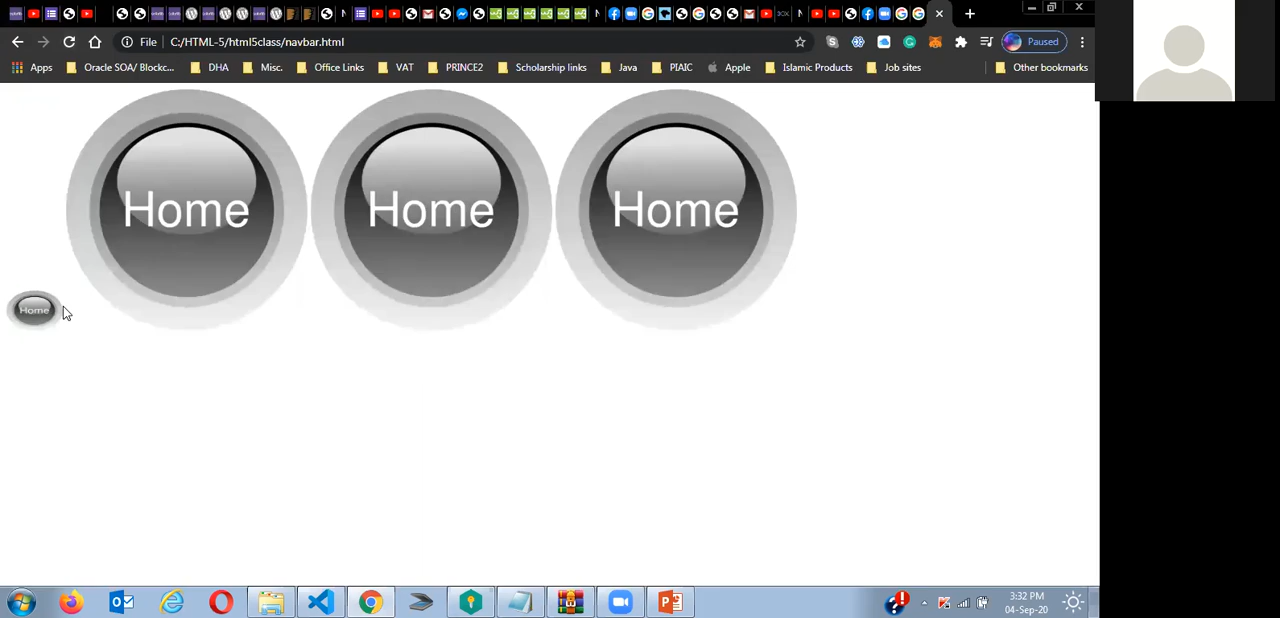 File C:/HTML-5/html5class/navbar.html Paused
Apps Oracle SOA/ Blockc... DHA Misc. Office Links VAT PRINCE2 Scholarship links Java PIAIC Apple Islamic Products Job sites Other bookmarks
Home Home Home
Home
3:32 PM
04-Sep-20